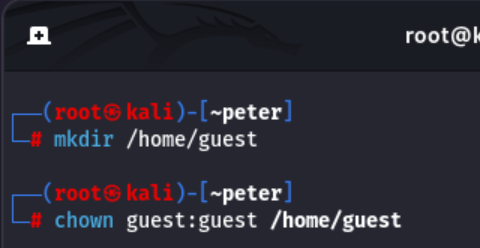 root@k
(root㉿kali)-[~peter]
# mkdir /home/guest
(root㉿kali)-[~peter]
# chown guest:guest /home/guest